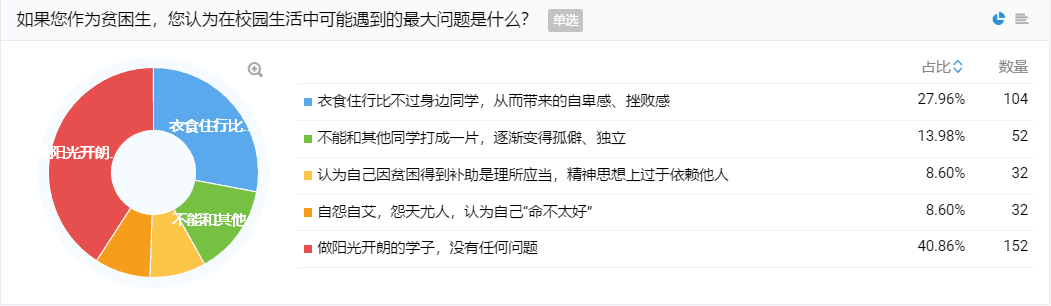 如果您作为贫困生，您认为在校园生活中可能遇到的最大问题是什么？ 单选
占比 数量
衣食住行比不过身边同学，从而带来的自卑感、挫败感 27.96% 104
不能和其他同学打成一片，逐渐变得孤僻、独立 13.98% 52
认为自己因贫困得到补助是理所应当，精神思想上过于依赖他人 8.60% 32
自怨自艾，怨天尤人，认为自己“命不太好” 8.60% 32
做阳光开朗的学子，没有任何问题 40.86% 152
衣食住行比...
阳光开朗...
不能和其他